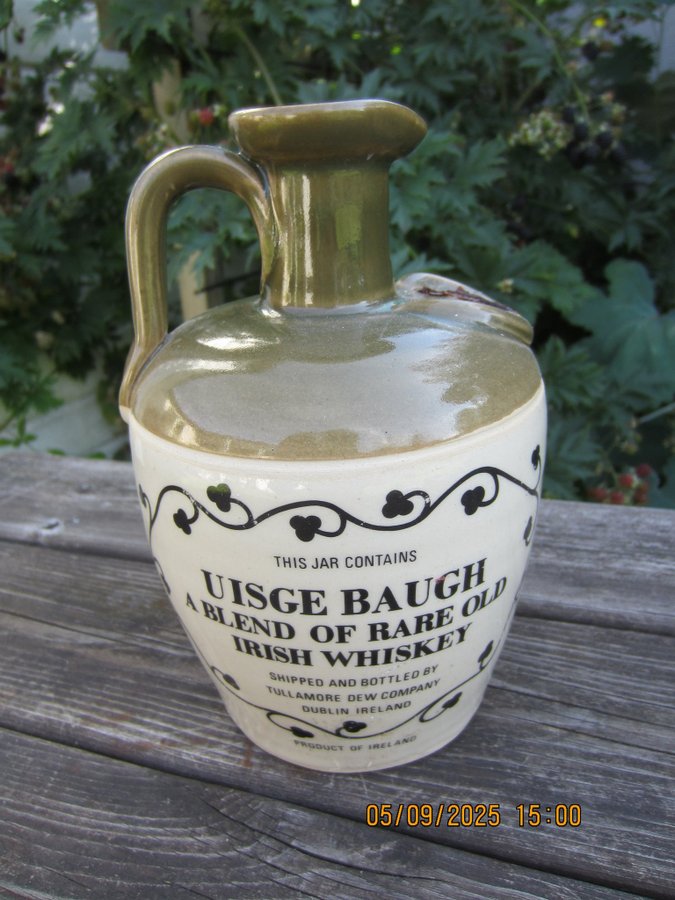 THIS JAR CONTAINS
UISGE BAUGH
A BLEND OF RARE OLD
IRISH WHISKEY
SHIPPED AND BOTTLED BY
TULLAMORE DEW COMPANY
DUBLIN IRELAND
PRODUCT OF IRELAND
05/09/2025 15:00